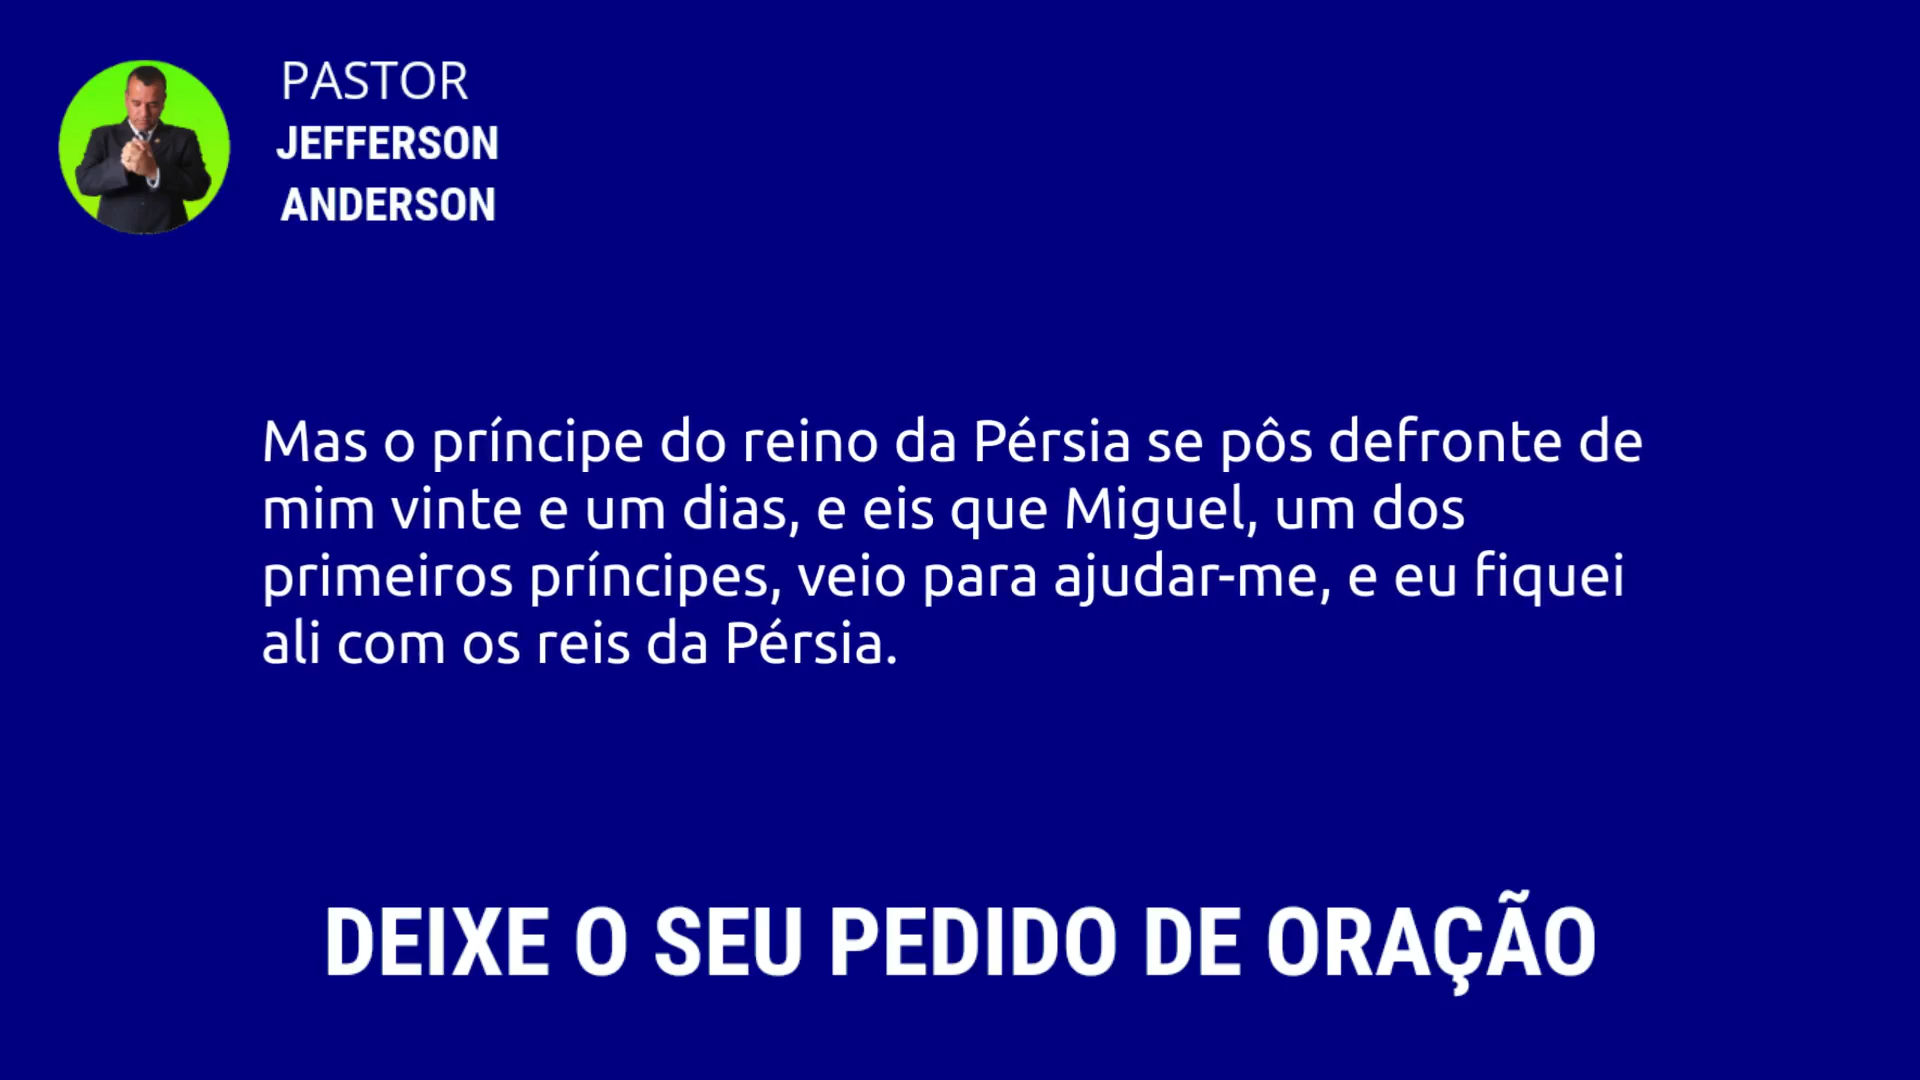 PASTOR
JEFFERSON
ANDERSON
Mas o príncipe do reino da Pérsia se pôs defronte de
mim vinte e um dias, e eis que Miguel, um dos
primeiros príncipes, veio para ajudar-me, e eu fiquei
ali com os reis da Pérsia.
DEIXE O SEU PEDIDO DE ORAÇÃO